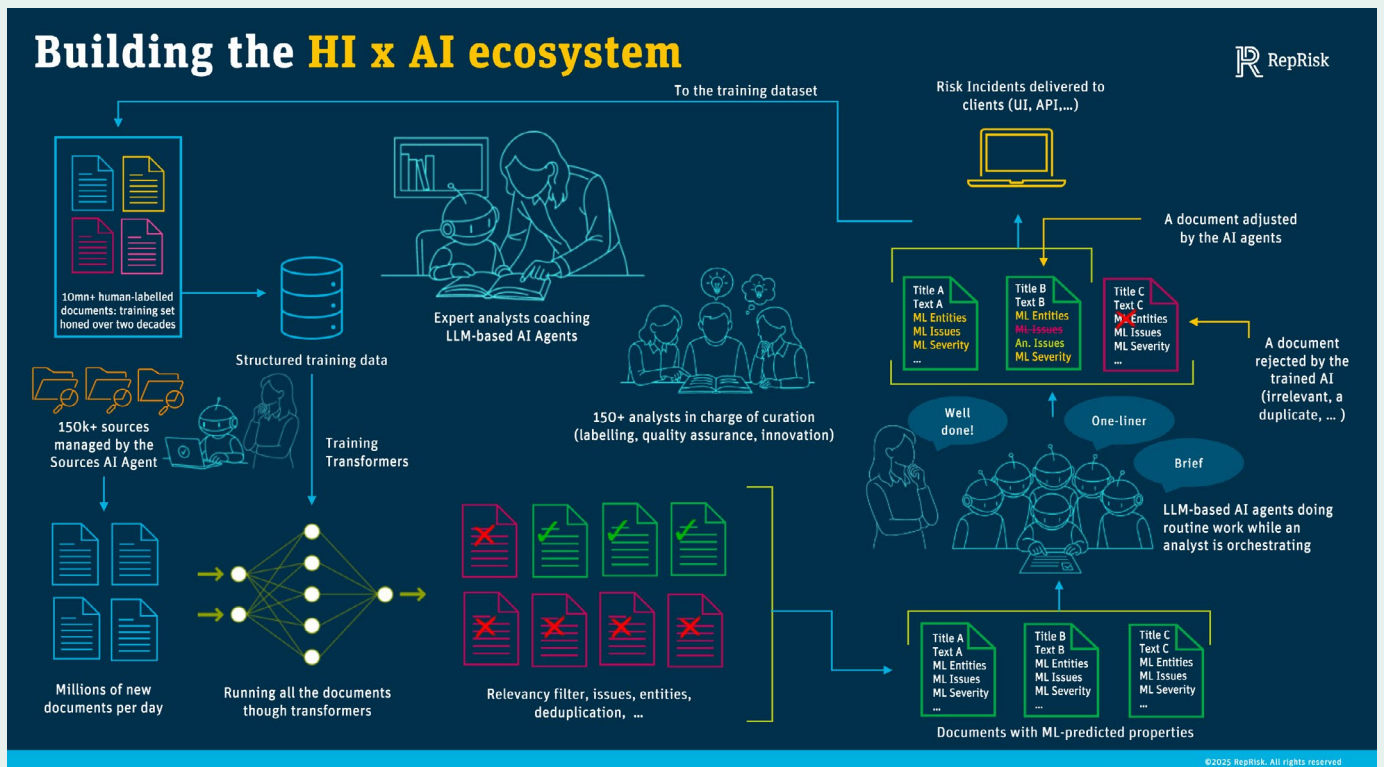 Building the HI x AI ecosystem
RepRisk
To the training dataset
Risk Incidents delivered to
clients (UI, API,...)
10mn+ human-labelled
documents: training set
honed over two decades
Structured training data
Expert analysts coaching
LLM-based AI Agents
150+ analysts in charge of curation
(labelling, quality assurance, innovation)
A document adjusted
by the AI agents
Title A
Text A
ML Entities
ML Issues
ML Severity
...
Title B
Text B
ML Entities
ML Issues
An. Issues
ML Severity
Title C
Text C
ML Entities
ML Issues
ML Severity
...
A document
rejected by the
trained AI
(irrelevant, a
duplicate, ... )
150k+ sources
managed by the
Sources AI Agent
Training
Transformers
Well
done!
One-liner
Brief
LLM-based AI agents doing
routine work while an
analyst is orchestrating
Millions of new
documents per day
Running all the documents
though transformers
Relevancy filter, issues, entities,
deduplication, ...
Title A
Text A
ML Entities
ML Issues
ML Severity
...
Title B
Text B
ML Entities
ML Issues
ML Severity
...
Title C
Text C
ML Entities
ML Issues
ML Severity
...
Documents with ML-predicted properties
©2025 RepRisk. All rights reserved